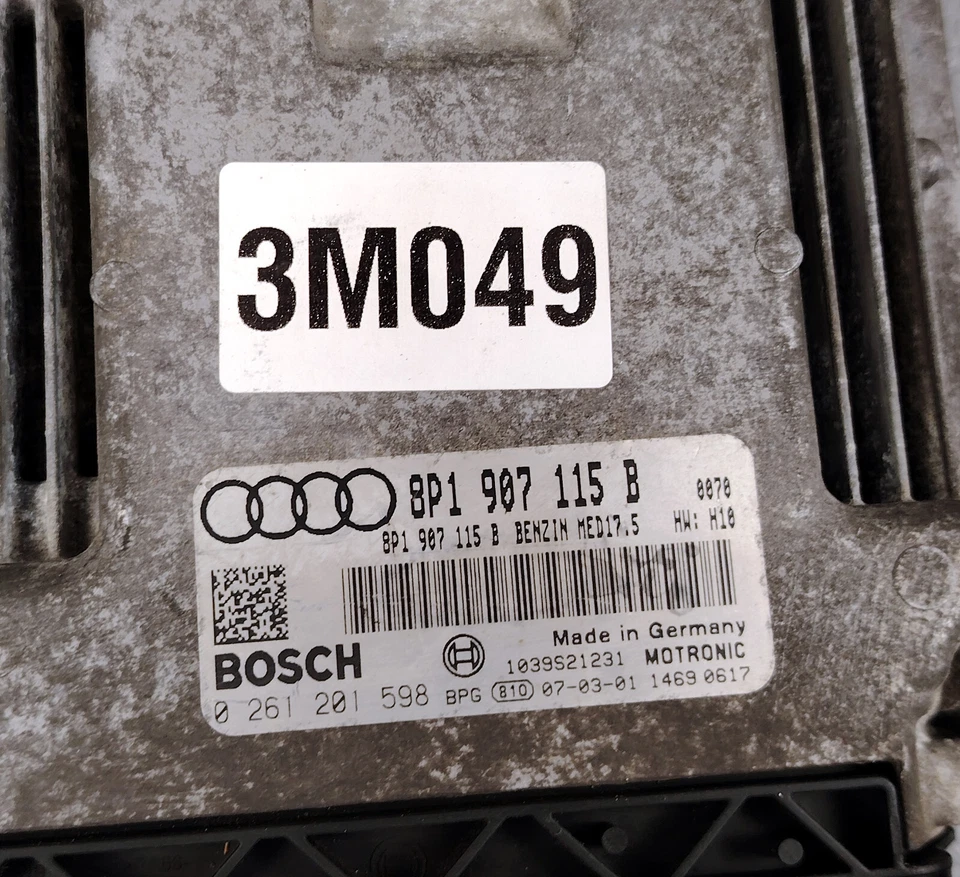 3M049
8P1 907 115 B 0070
8P1 907 115 B BENZIN MED17.5 HW: H10
Made in Germany
BOSCH 1039S21231 MOTRONIC
0 261 201 598 BPG 810 07-03-01 1469 0617